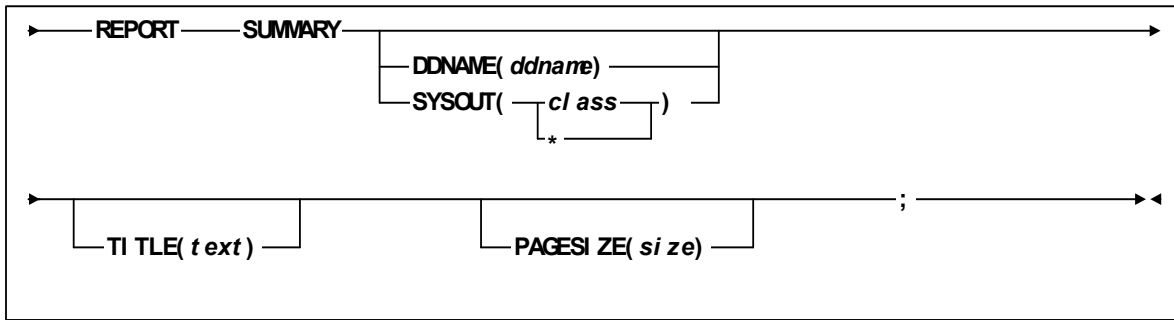 REPORT SUMMARY
DDNAME(ddname)
SYSOUT( class )
*
;
TITLE(text) PAGESIZE(size)